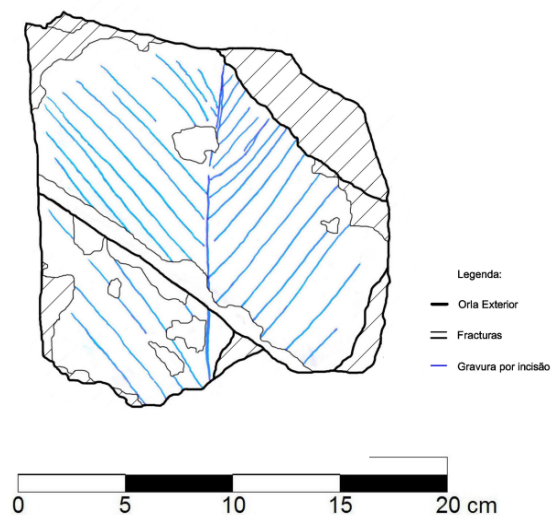 Legenda:
Orla Exterior
Fracturas
Gravura por incisão
0 5 10 15 20 cm